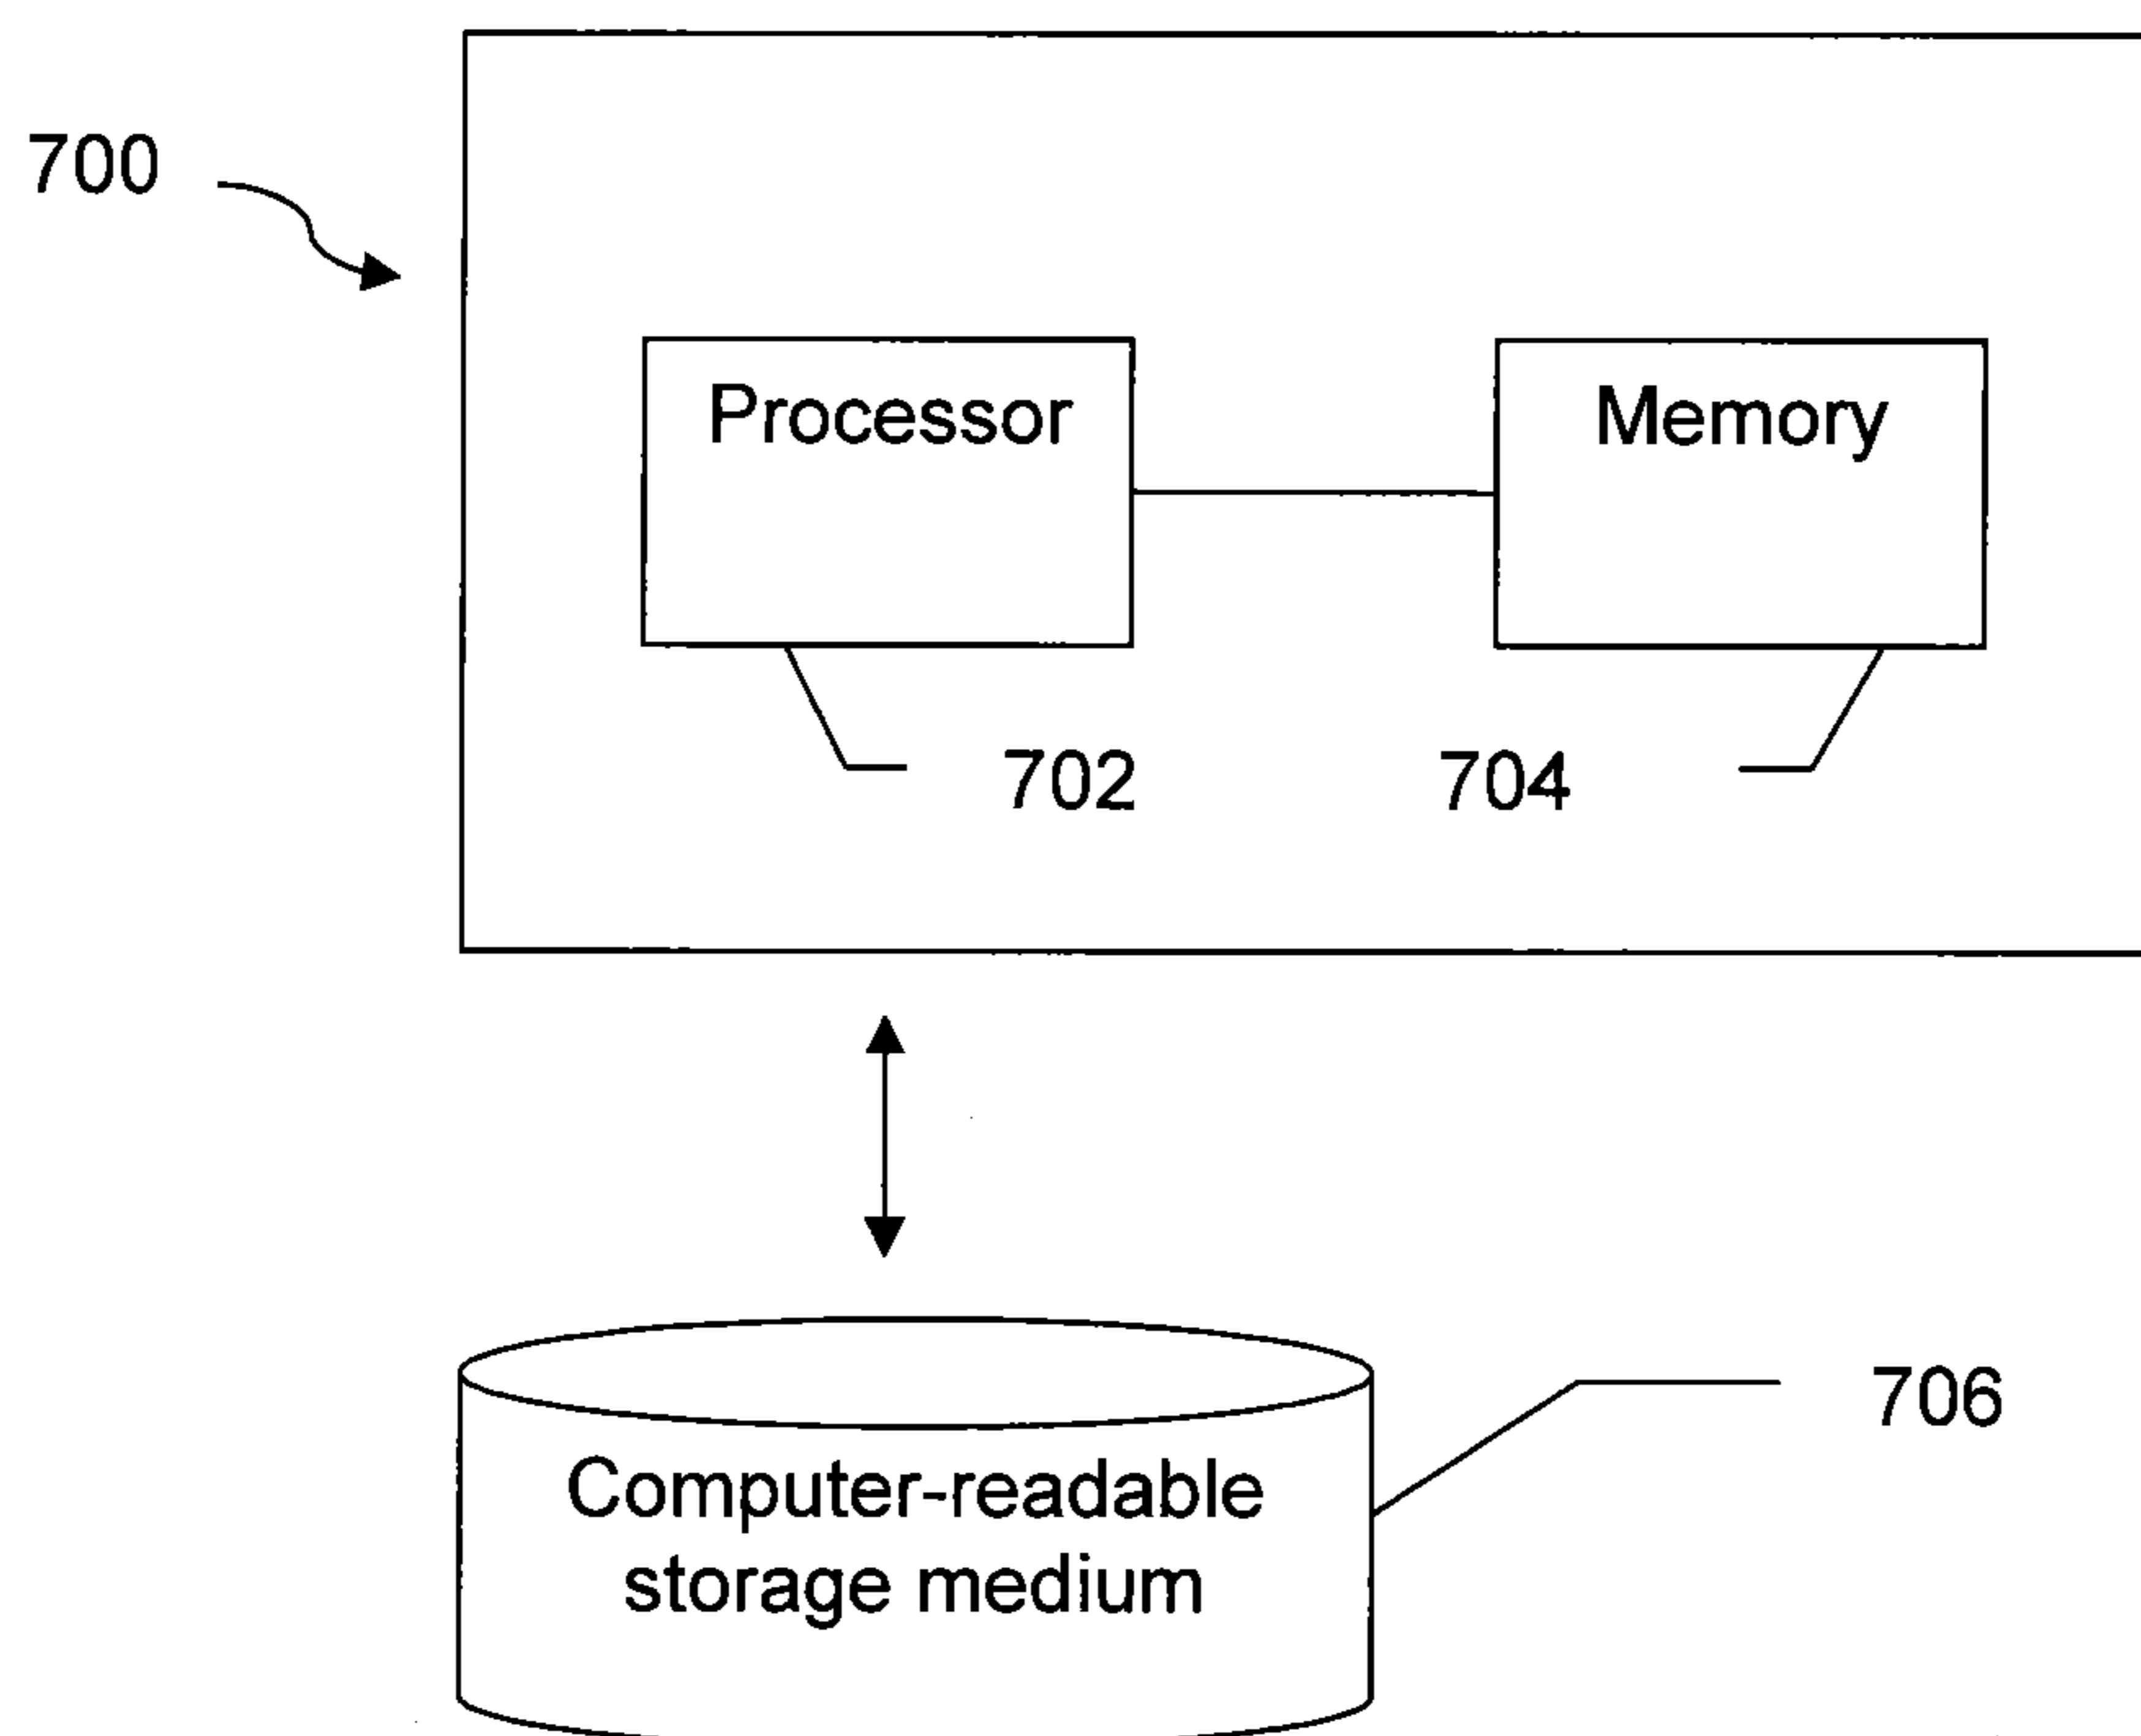 700
Processor
Memory
702
704
706
Computer-readable
storage medium